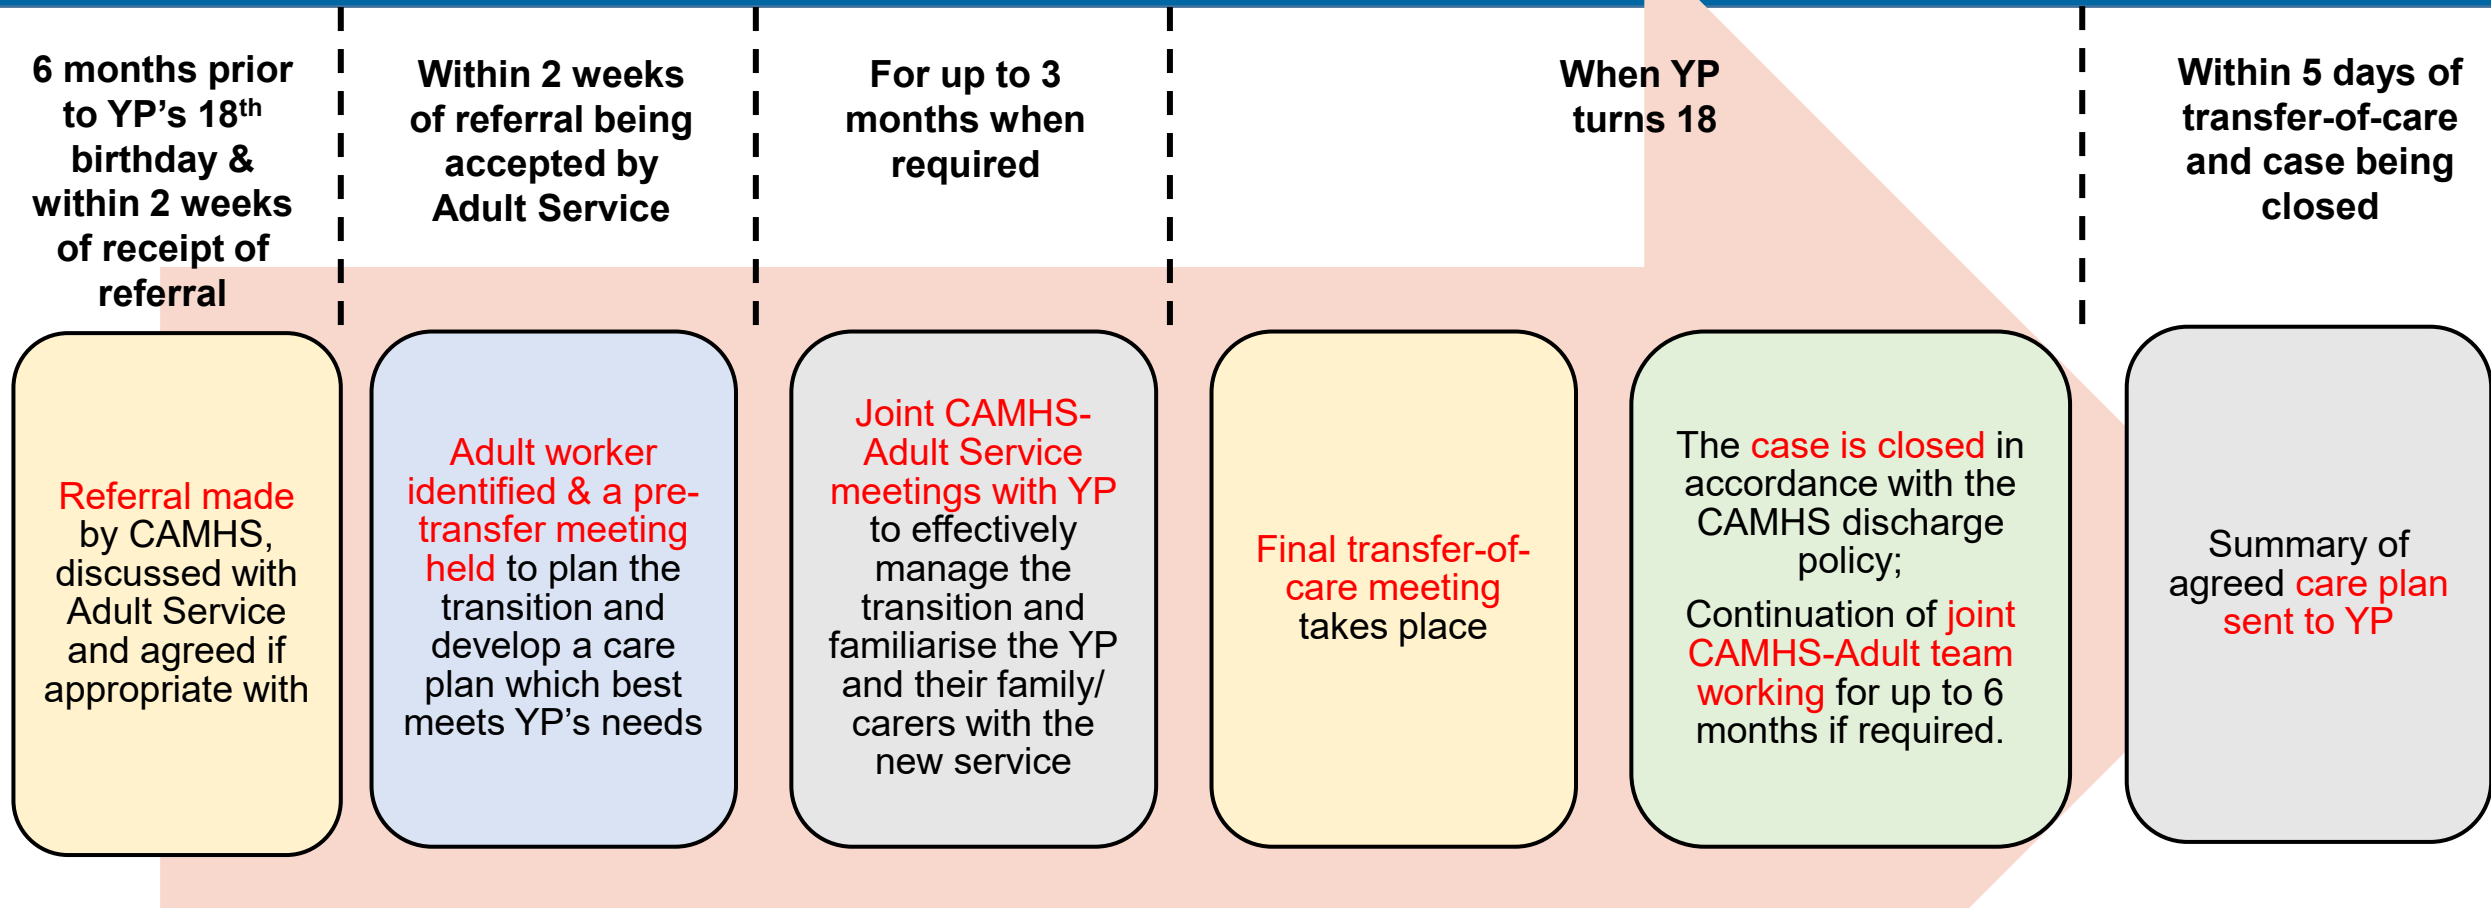 6 months prior
to YP's 18th
birthday &
within 2 weeks
of receipt of
referral
Within 2 weeks
of referral being
accepted by
Adult Service
For up to 3
months when
required
When YP
turns 18
Within 5 days of
transfer-of-care
and case being
closed
Referral made
by CAMHS,
discussed with
Adult Service
and agreed if
appropriate with
Adult worker
identified & a pre-
transfer meeting
held to plan the
transition and
develop a care
plan which best
meets YP's needs
Joint CAMHS-
Adult Service
meetings with YP
to effectively
manage the
transition and
familiarise the YP
and their family/
carers with the
new service
Final transfer-of-
care meeting
takes place
The case is closed in
accordance with the
CAMHS discharge
policy;
Continuation of joint
CAMHS-Adult team
working for up to 6
months if required.
Summary of
agreed care plan
sent to YP